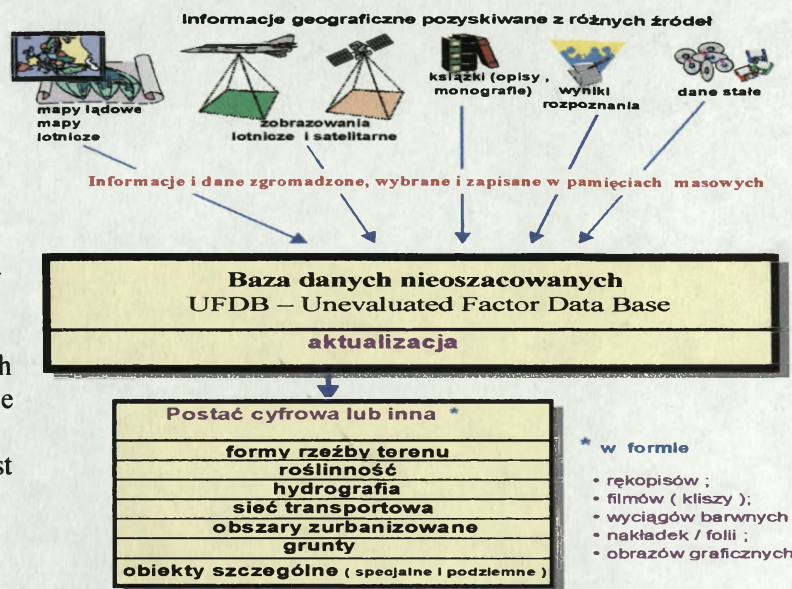 Informacje geograficzne pozyskiwane z różnych źródeł
mapy lądowe
mapy
lotnicze
zobrazowania
lotnicze i satelitarne
książki (opisy ,
monografie)
wyniki
rozpoznania
dane stałe
Informacje i dane zgromadzone, wybrane i zapisane w pamięciach masowych
Baza danych nieoszacowanych
UFDB – Unevaluated Factor Data Base
aktualizacja
h
e
st
Postać cyfrowa lub inna *
formy rzeźby terenu
roślinność
hydrografia
sieć transportowa
obszary zurbanizowane
grunty
obiekty szczególne ( specjalne i podziemne )
* w formie
• rękopisów ;
• filmów ( kliszy );
• wyciągów barwnych
• nakładek / folii ;
• obrazów graficznych